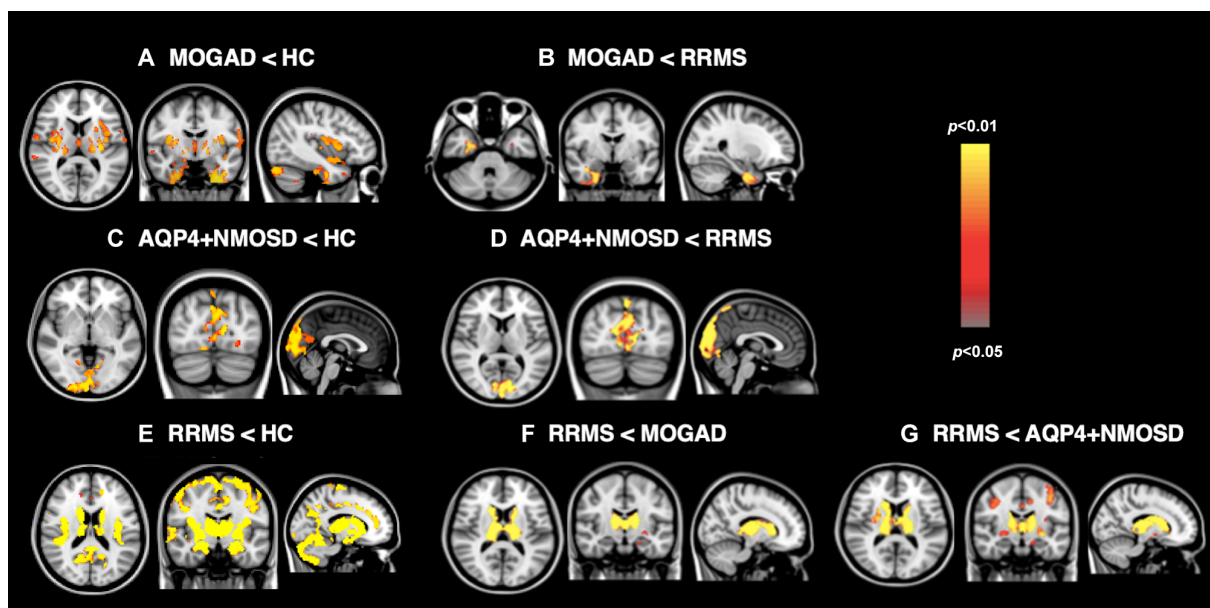 A MOGAD < HC
B MOGAD < RRMS
p<0.01
p<0.05
C AQP4+NMOSD < HC
D AQP4+NMOSD < RRMS
E RRMS < HC
F RRMS < MOGAD
G RRMS < AQP4+NMOSD